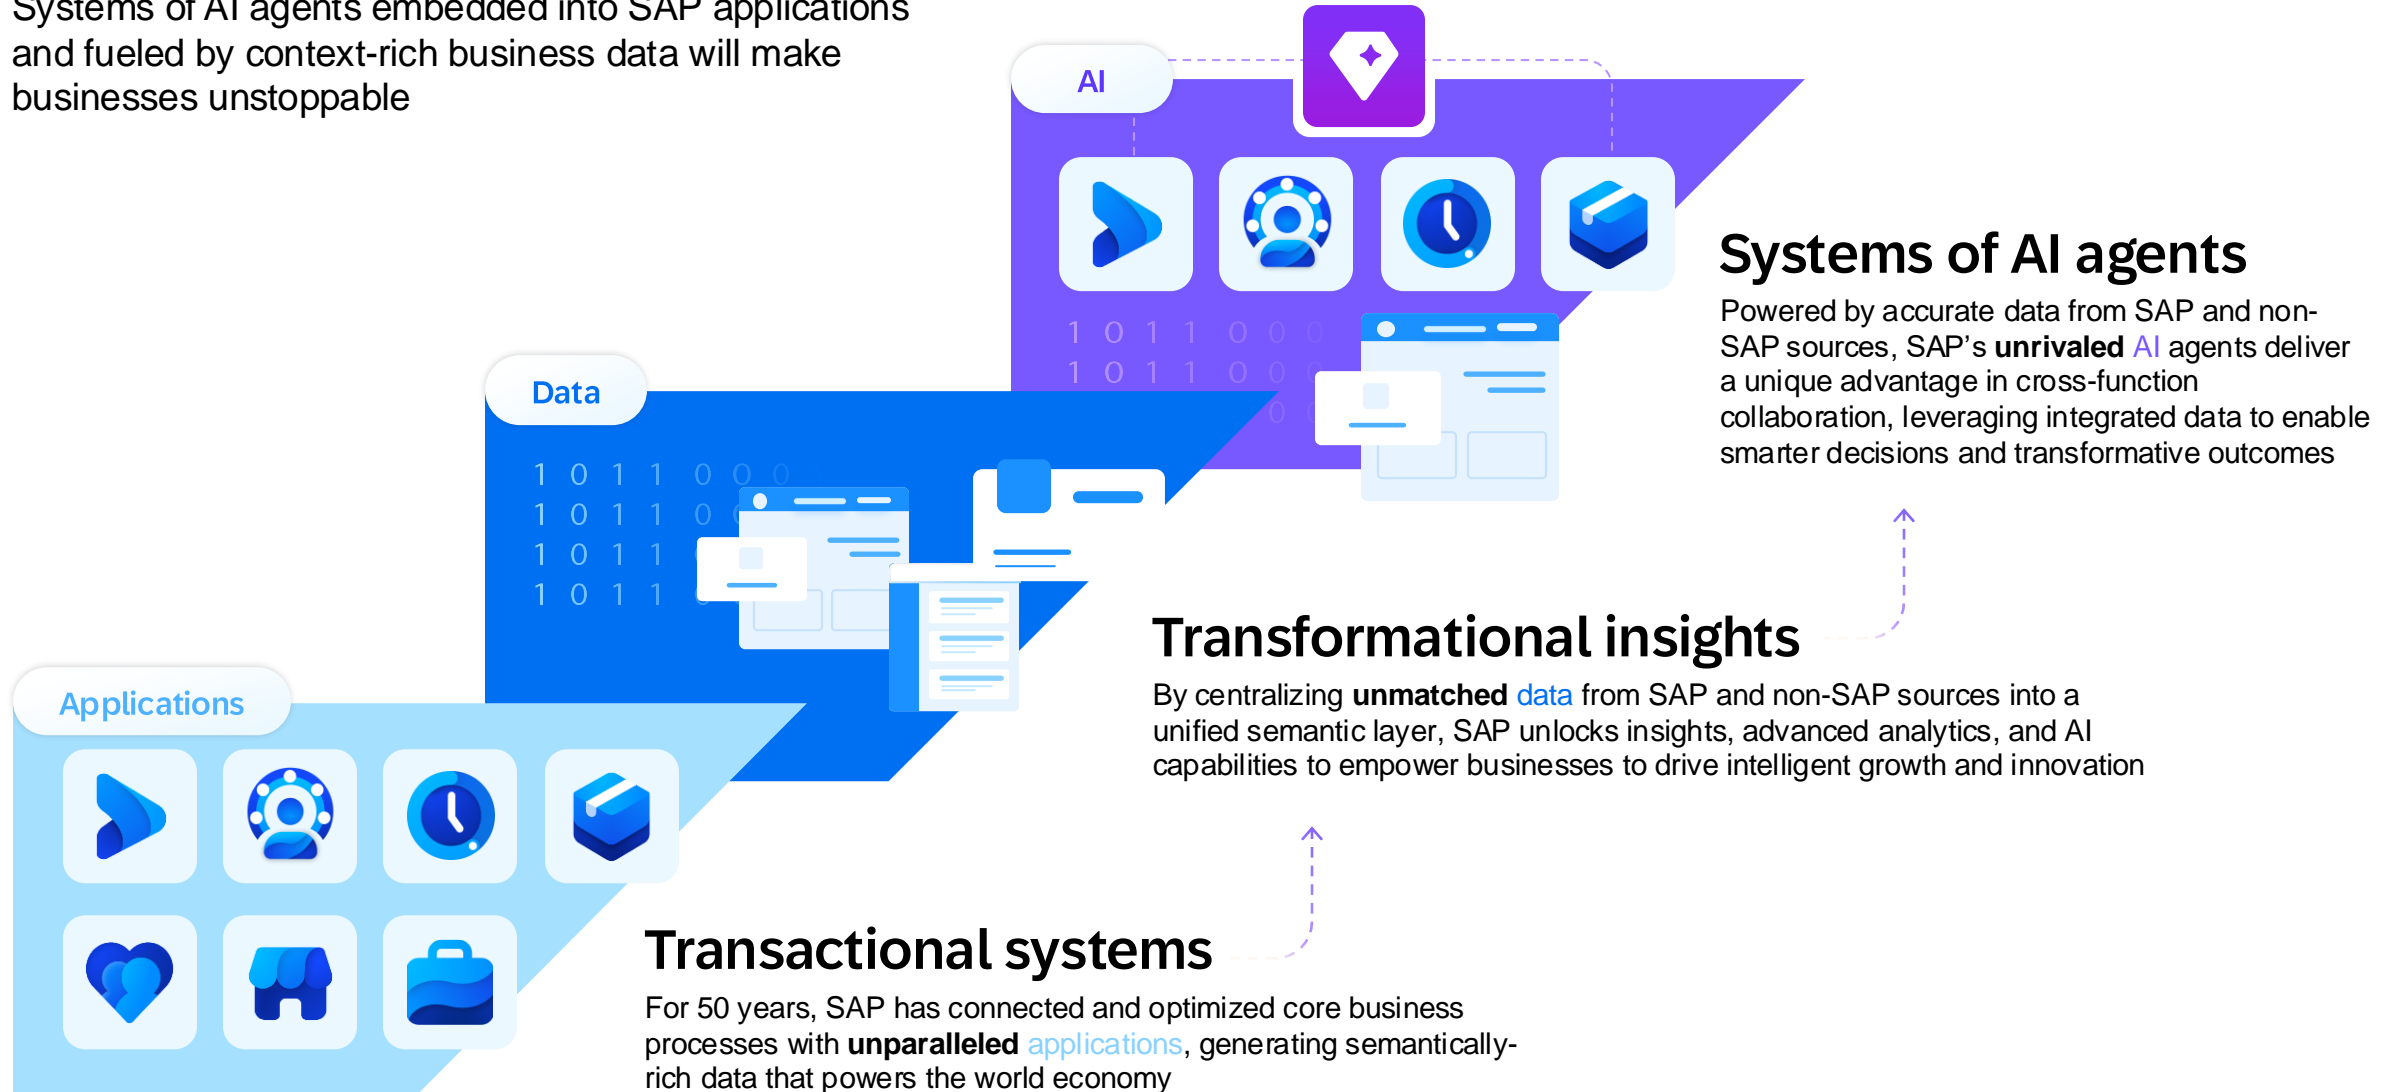 Systems of AI agents embedded into SAP applications
and fueled by context-rich business data will make
businesses unstoppable
AI
Systems of AI agents
Powered by accurate data from SAP and non-
SAP sources, SAP’s unrivaled AI agents deliver
a unique advantage in cross-function
collaboration, leveraging integrated data to enable
smarter decisions and transformative outcomes
1 0 1 1 0 0 0
1 0 1 1 0 0 0
0 0
Data
1 0 1 1 0 0 0
1 0 1 1 0 0
1 0 1 1 0
1 0 1 1 0
Transformational insights
By centralizing unmatched data from SAP and non-SAP sources into a
unified semantic layer, SAP unlocks insights, advanced analytics, and AI
capabilities to empower businesses to drive intelligent growth and innovation
Applications
Transactional systems
For 50 years, SAP has connected and optimized core business
processes with unparalleled applications, generating semantically-
rich data that powers the world economy